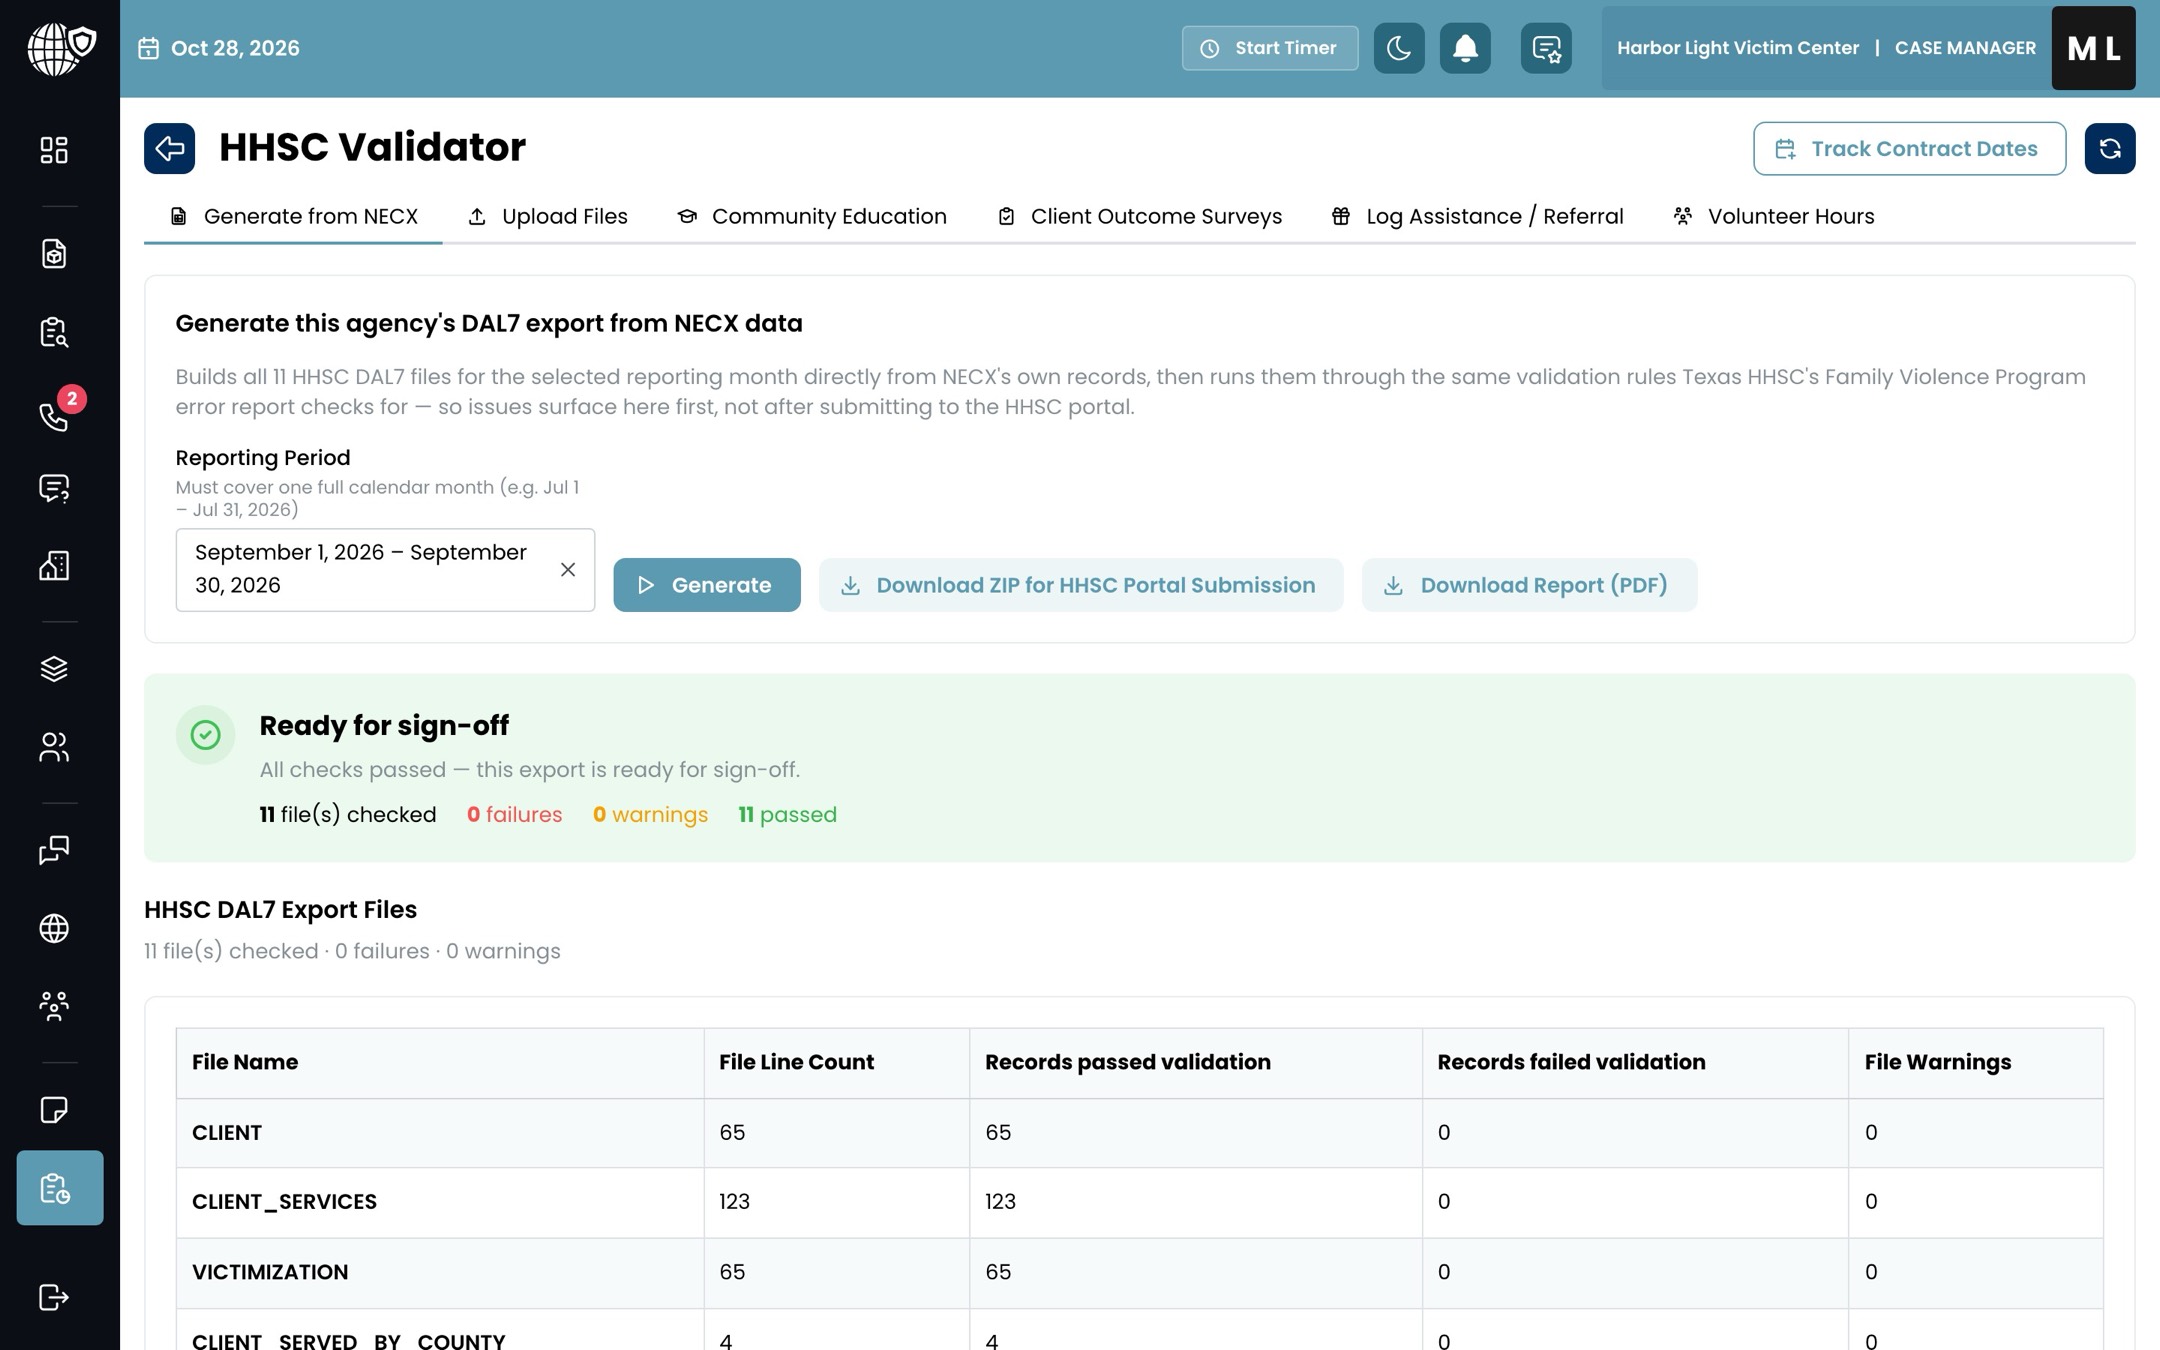 Oct 28, 2026
Start Timer
Harbor Light Victim Center | CASE MANAGER
M L
2
HHSC Validator
Track Contract Dates
Generate from NECX
Upload Files
Community Education
Client Outcome Surveys
Log Assistance / Referral
Volunteer Hours
Generate this agency's DAL7 export from NECX data
Builds all 11 HHSC DAL7 files for the selected reporting month directly from NECX's own records, then runs them through the same validation rules Texas HHSC's Family Violence Program
error report checks for — so issues surface here first, not after submitting to the HHSC portal.
Reporting Period
Must cover one full calendar month (e.g. Jul 1
– Jul 31, 2026)
September 1, 2026 – September
30, 2026
Generate
Download ZIP for HHSC Portal Submission
Download Report (PDF)
Ready for sign-off
All checks passed — this export is ready for sign-off.
11 file(s) checked 0 failures 0 warnings 11 passed
HHSC DAL7 Export Files
11 file(s) checked · 0 failures · 0 warnings
File Name File Line Count Records passed validation Records failed validation File Warnings
CLIENT 65 65 0 0
CLIENT_SERVICES 123 123 0 0
VICTIMIZATION 65 65 0 0
CLIENT_SERVED_BY_COUNTY 4 4 0 0